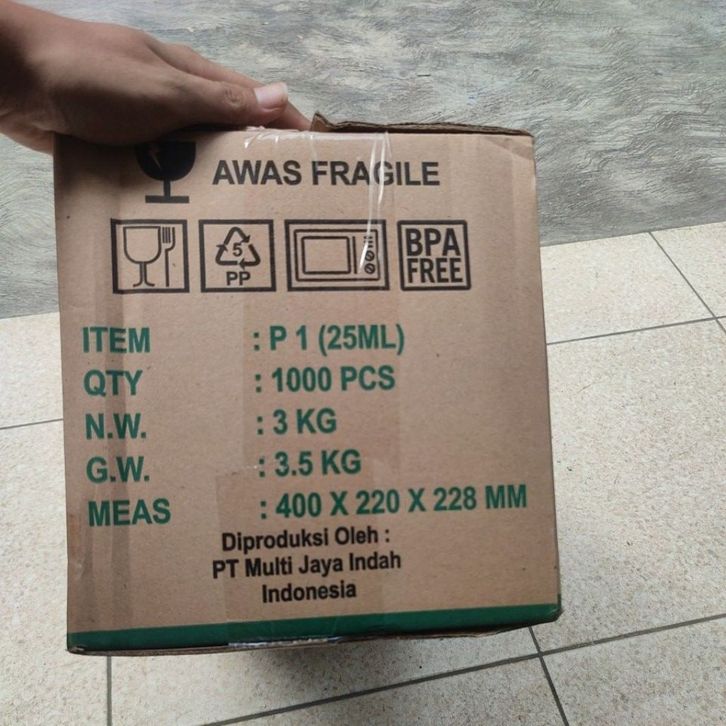 AWAS FRAGILE
5
PP
BPA
FREE
ITEM : P 1 (25ML)
QTY : 1000 PCS
N.W. : 3 KG
G.W. : 3.5 KG
MEAS : 400 X 220 X 228 MM
Diproduksi Oleh :
PT Multi Jaya Indah
Indonesia